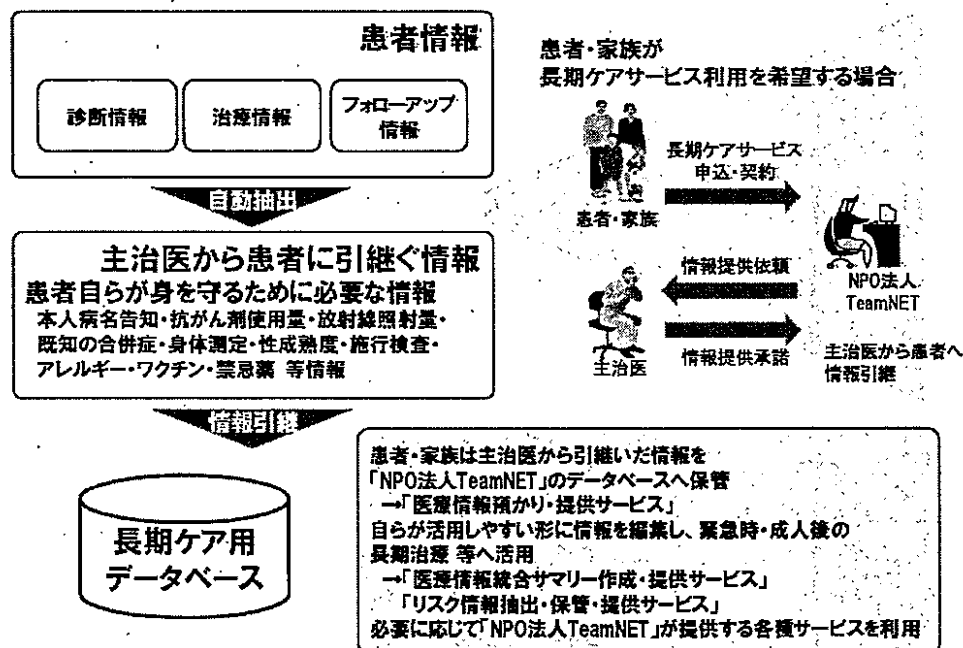 患者情報
診断情報
治療情報
フォローアップ
情報
自動抽出
主治医から患者に引継ぐ情報
患者自らが身を守るために必要な情報
本人病名告知・抗がん剤使用量・放射線照射量・
既知の合併症・身体測定・性成熟度・施行検査・
アレルギー・ワクチン・禁忌薬 等情報
情報引継
長期ケア用
データベース
患者・家族が
長期ケアサービス利用を希望する場合
長期ケアサービス
申込・契約
患者・家族
NPO法人
TeamNET
情報提供依頼
主治医
情報提供承諾
主治医から患者へ
情報引継
患者・家族は主治医から引継いだ情報を
「NPO法人TeamNET」のデータベースへ保管
→「医療情報預かり・提供サービス」
自らが活用しやすい形に情報を編集し、緊急時・成人後の
長期治療 等へ活用
→「医療情報統合サマリー作成・提供サービス」
「リスク情報抽出・保管・提供サービス」
必要に応じて「NPO法人TeamNET」が提供する各種サービスを利用